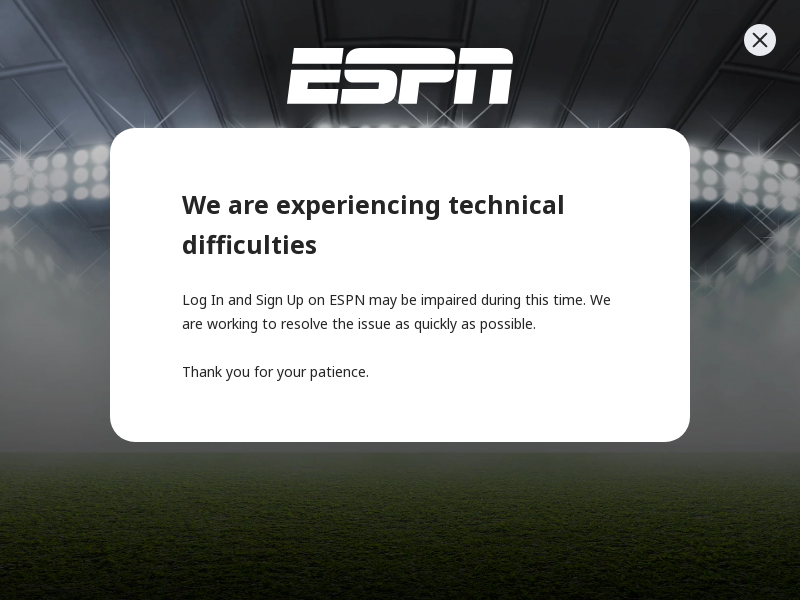 ESPN
We are experiencing technical
difficulties
Log In and Sign Up on ESPN may be impaired during this time. We
are working to resolve the issue as quickly as possible.
Thank you for your patience.